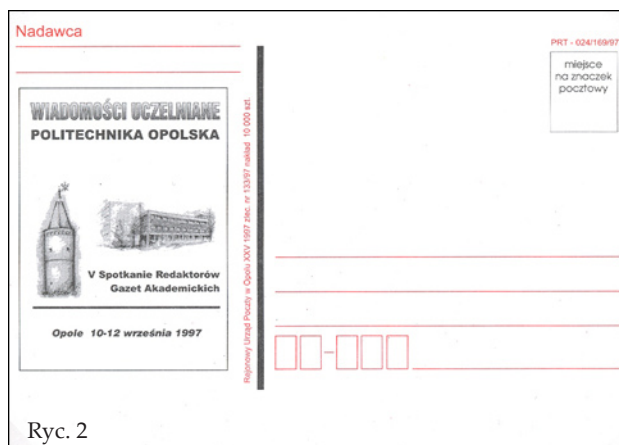 Nadawca
PRT - 024/169/97
miejsce
na znaczek
pocztowy
WIADOMOŚCI UCZELNIANE
POLITECHNIKA OPOLSKA
V Spotkanie Redaktorów
Gazet Akademickich
Opole 10-12 września 1997
Rejonowy Urząd Poczty w Opolu XXV 1997 zlec. nr 133/97 nakład 10 000 szt.
Ryc. 2